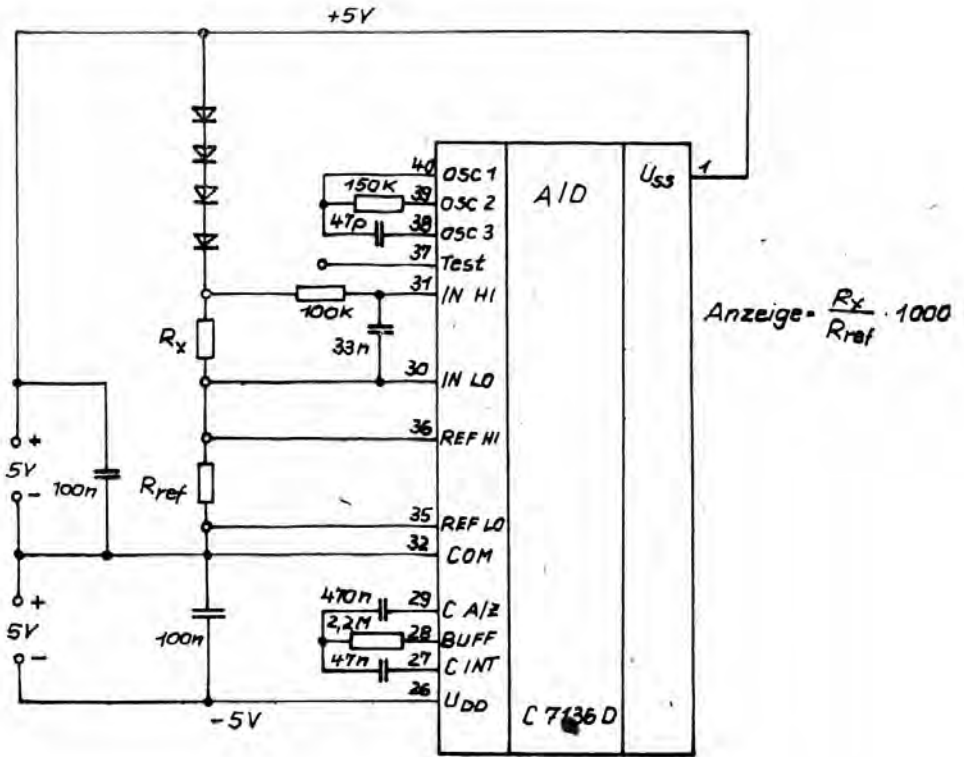 +5V
40 OSC 1
150K
39 OSC 2
47p
38 OSC 3
37 Test
31 IN HI
100K
33n
Rx
30 IN LO
36 REF HI
Rref
35 REF LO
32 COM
470n
29 C A/Z
2,2M
28 BUFF
47n
27 C INT
26 UDD
-5V
A/D
USS
1
C 7136 D
Anzeige = Rx / Rref · 1000
+
5V
-
100n
+
5V
-
100n